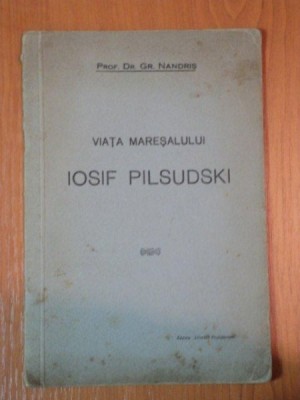 PROF. DR. GR. NANDRIȘ
VIAȚA MAREȘALULUI
IOSIF PILSUDSKI